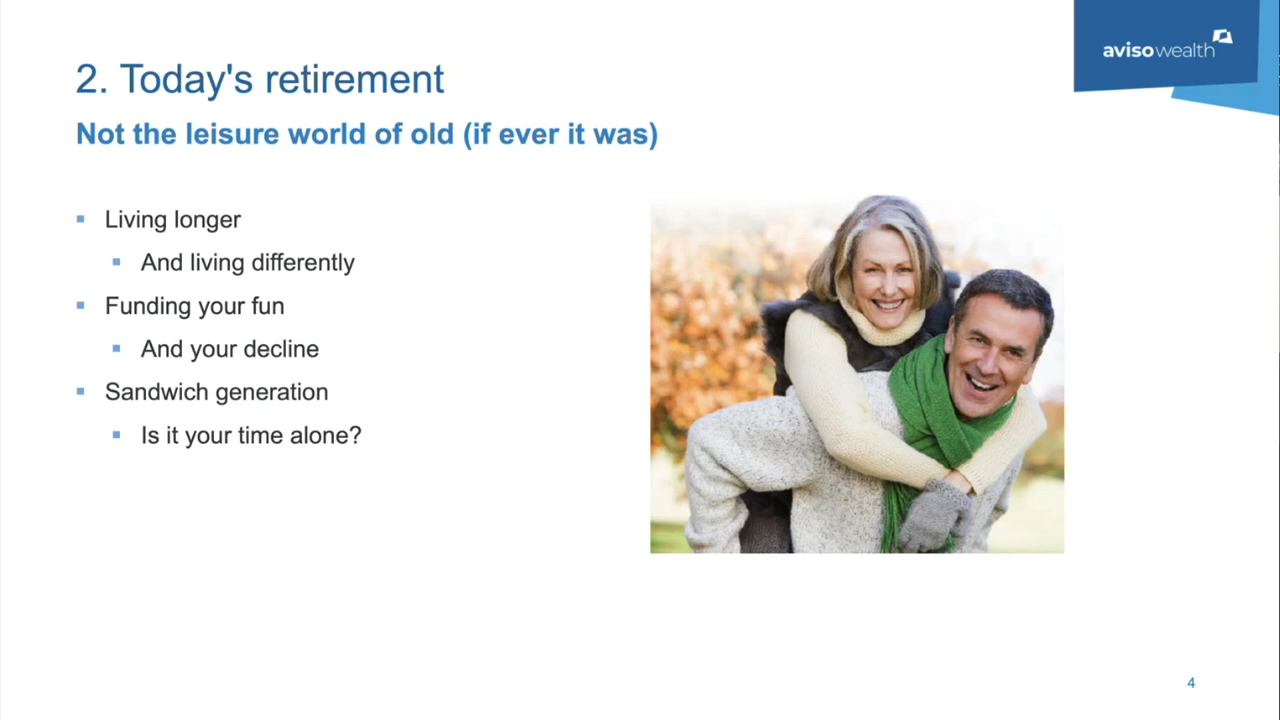 avisowealth
2. Today's retirement
Not the leisure world of old (if ever it was)
Living longer
And living differently
Funding your fun
And your decline
Sandwich generation
Is it your time alone?
4